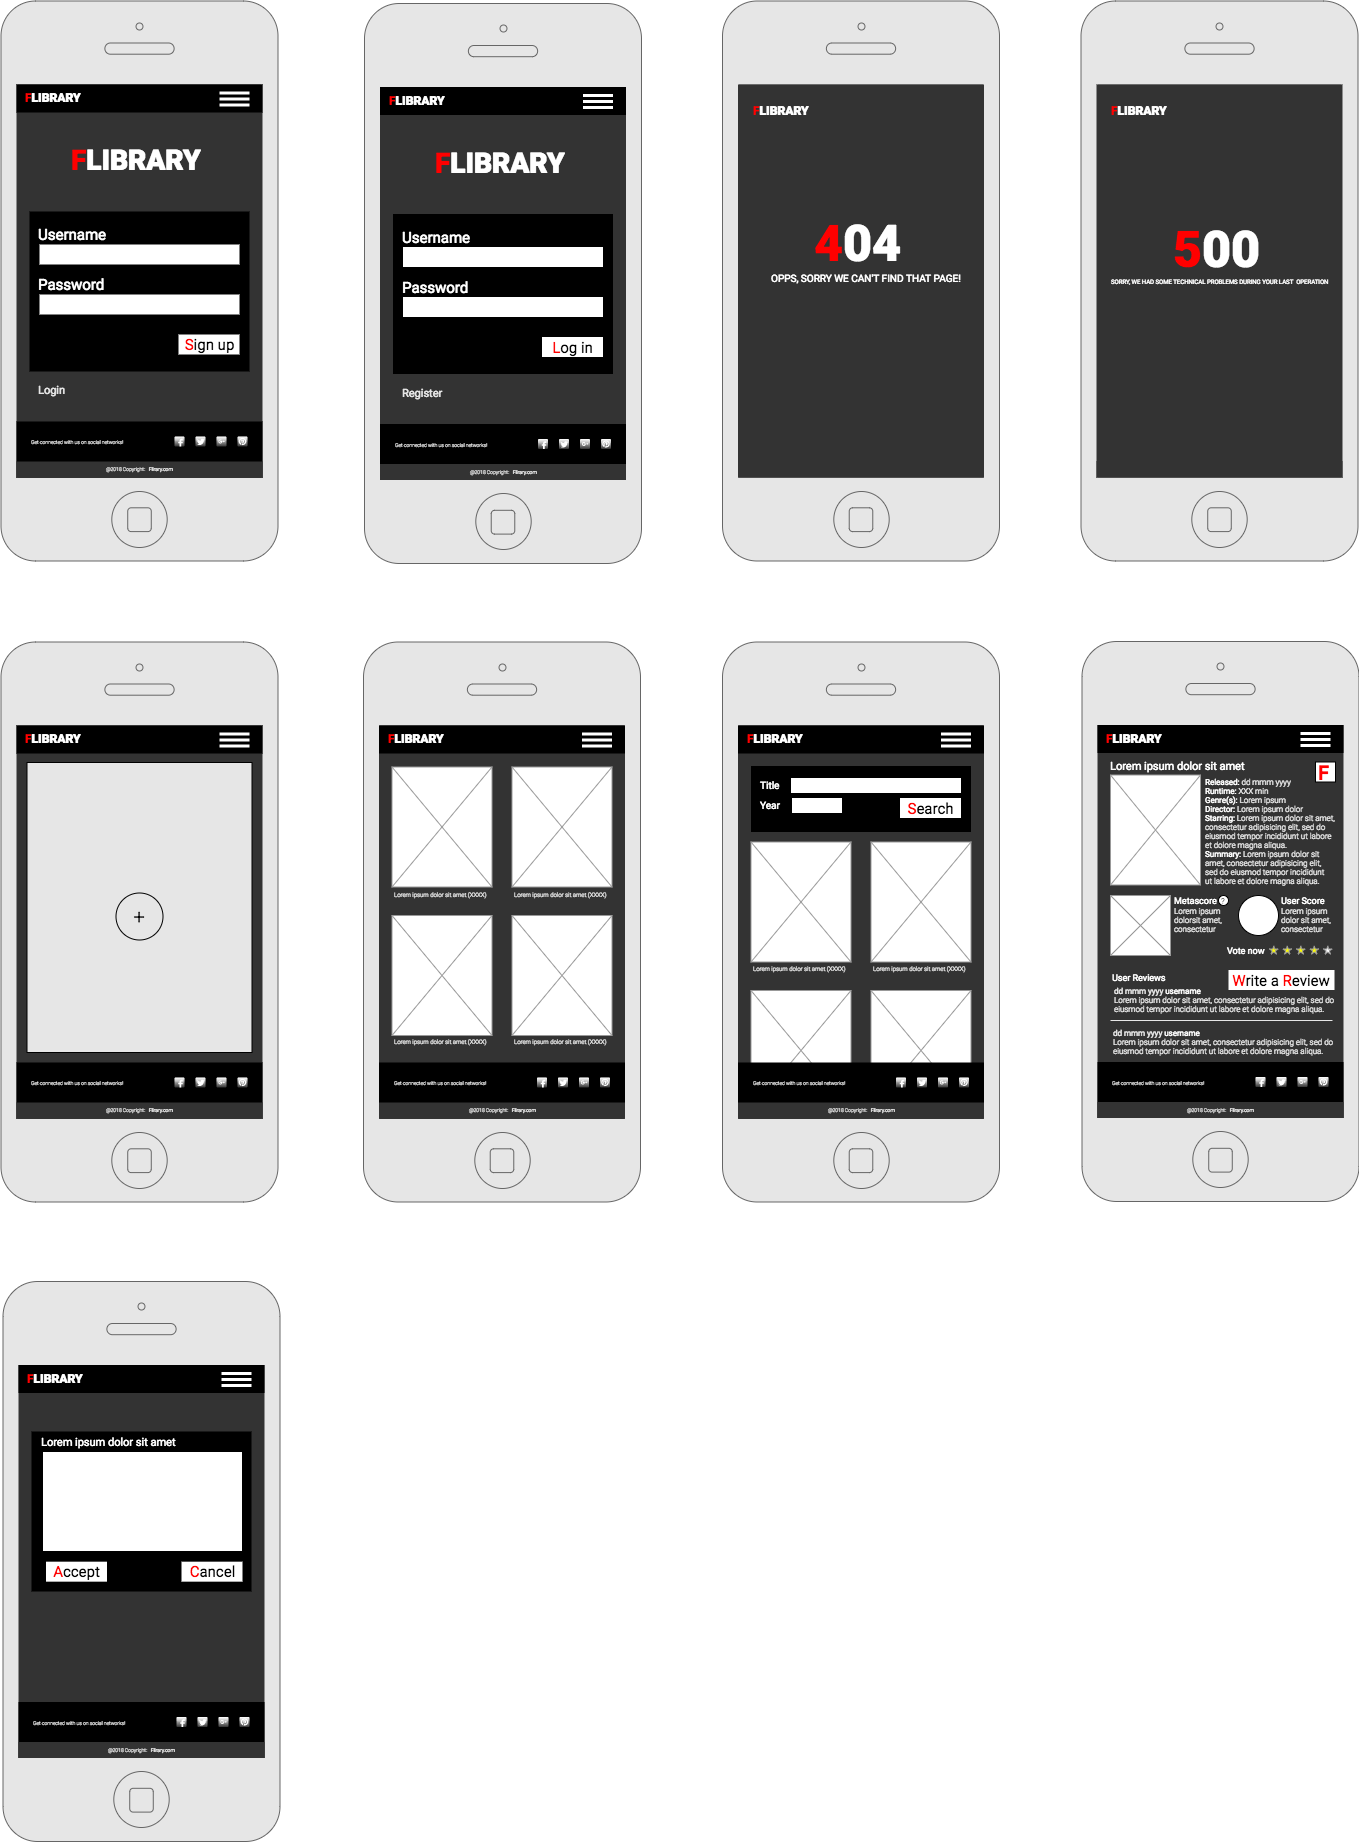 FLIBRARY
FLIBRARY
Username
Password
Sign up
Login
Get connected with us on social networks!
@2018 Copyright: Flirary.com
FLIBRARY
FLIBRARY
Username
Password
Log in
Register
Get connected with us on social networks!
@2018 Copyright: Flirary.com
FLIBRARY
404
OPPS, SORRY WE CAN'T FIND THAT PAGE!
FLIBRARY
500
SORRY, WE HAD SOME TECHNICAL PROBLEMS DURING YOUR LAST OPERATION
FLIBRARY
+
Get connected with us on social networks!
@2018 Copyright: Flirary.com
FLIBRARY
Lorem ipsum dolor sit amet (XXXX)
Lorem ipsum dolor sit amet (XXXX)
Lorem ipsum dolor sit amet (XXXX)
Lorem ipsum dolor sit amet (XXXX)
Get connected with us on social networks!
@2018 Copyright: Flirary.com
FLIBRARY
Title
Year
Search
Lorem ipsum dolor sit amet (XXXX)
Lorem ipsum dolor sit amet (XXXX)
Get connected with us on social networks!
@2018 Copyright: Flirary.com
FLIBRARY
Lorem ipsum dolor sit amet
F
Released: dd mmm yyyy
Runtime: XXX min
Genre(s): Lorem ipsum
Director: Lorem ipsum dolor
Starring: Lorem ipsum dolor sit amet,
consectetur adipisicing elit, sed do
eiusmod tempor incididunt ut labore
et dolore magna aliqua.
Summary: Lorem ipsum dolor sit
amet, consectetur adipisicing elit,
sed do eiusmod tempor incididunt
ut labore et dolore magna aliqua.
Metascore ?
Lorem ipsum
dolorsit amet,
consectetur
User Score
Lorem ipsum
dolor sit amet,
consectetur
Vote now
User Reviews
Write a Review
dd mmm yyyy username
Lorem ipsum dolor sit amet, consectetur adipisicing elit, sed do
eiusmod tempor incididunt ut labore et dolore magna aliqua.
dd mmm yyyy username
Lorem ipsum dolor sit amet, consectetur adipisicing elit, sed do
eiusmod tempor incididunt ut labore et dolore magna aliqua.
Get connected with us on social networks!
@2018 Copyright: Flirary.com
FLIBRARY
Lorem ipsum dolor sit amet
Accept
Cancel
Get connected with us on social networks!
@2018 Copyright: Flirary.com